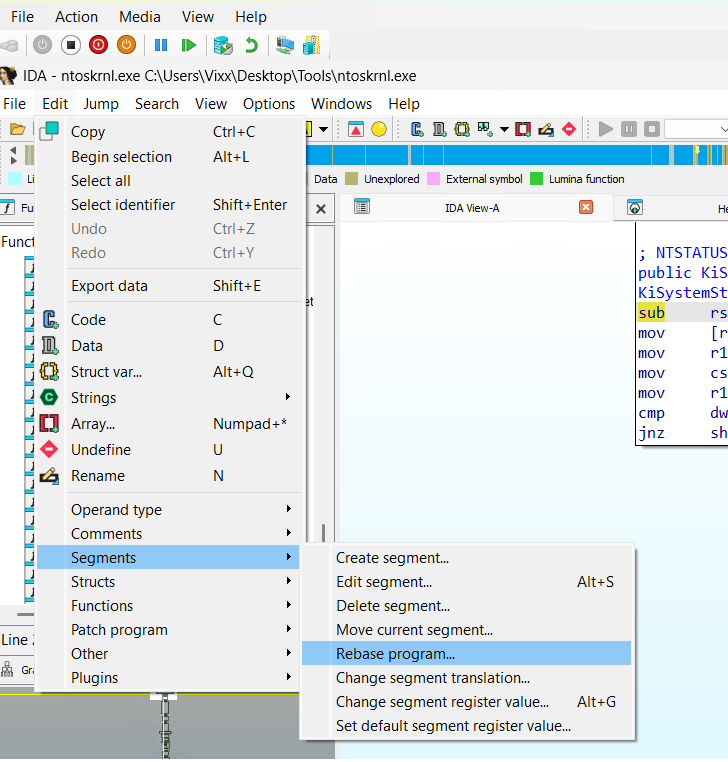 File Action Media View Help
IDA - ntoskrnl.exe C:\Users\Vixx\Desktop\Tools\ntoskrnl.exe
File Edit Jump Search View Options Windows Help
Copy Ctrl+C
Begin selection Alt+L
Select all
Select identifier Shift+Enter
Undo Ctrl+Z
Redo Ctrl+Y
Export data Shift+E
Code C
Data D
Struct var... Alt+Q
Strings
Array... Numpad+*
Undefine U
Rename N
Operand type
Comments
Segments
Structs
Functions
Patch program
Other
Plugins
Create segment...
Edit segment... Alt+S
Delete segment...
Move current segment...
Rebase program...
Change segment translation...
Change segment register value... Alt+G
Set default segment register value...
Data Unexplored External symbol Lumina function
IDA View-A
; NTSTATUS
public KiS
KiSystemSt
sub rs
mov [r
mov r1
mov cs
mov r1
cmp dw
jnz sh
Fu
Funct
Line
Gra